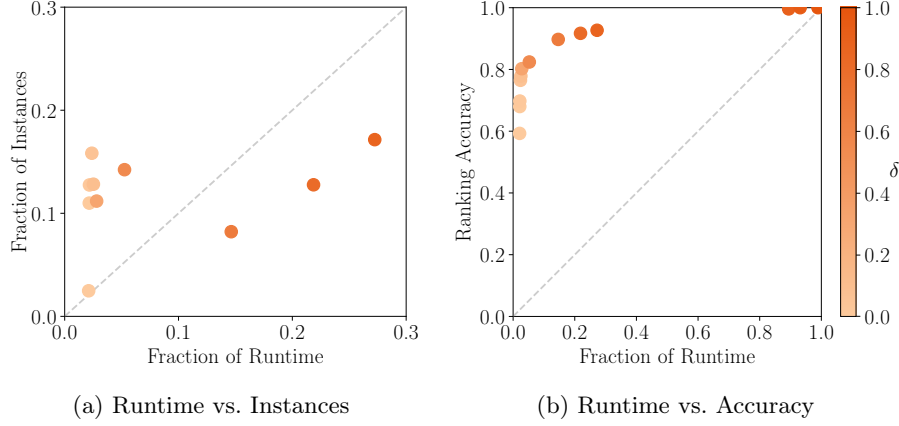 0.3
0.2
0.1
0.0
Fraction of Instances
0.0 0.1 0.2 0.3
Fraction of Runtime
(a) Runtime vs. Instances
1.0
0.8
0.6
0.4
0.2
0.0
Ranking Accuracy
0.0 0.2 0.4 0.6 0.8 1.0
Fraction of Runtime
1.0
0.8
0.6
0.4
0.2
0.0
δ
(b) Runtime vs. Accuracy